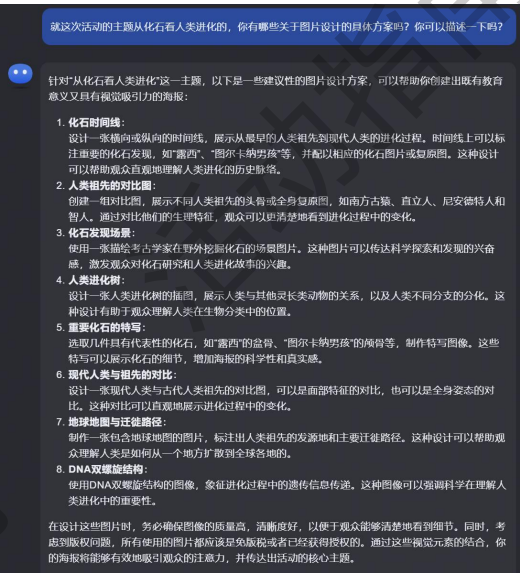 就这次活动的主题从化石看人类进化的，你有哪些关于图片设计的具体方案吗？你可以描述一下吗？
针对“从化石看人类进化”这一主题，以下是一些建议性的图片设计方案，可以帮助你创建出既有教育
意义又具有视觉吸引力的海报：
1. 化石时间线：
设计一张横向或纵向的时间线，展示从最早的人类祖先到现代人类的进化过程。时间线上可以标
注重要的化石发现，如“露西”、“图尔卡纳男孩”等，并配以相应的化石图片或复原图。这种设计
可以帮助观众直观地理解人类进化的历史脉络。
2. 人类祖先的对比图：
创建一组对比图，展示不同人类祖先的头骨或全身复原图，如南方古猿、直立人、尼安德特人和
智人。通过对比他们的生理特征，观众可以更清楚地看到进化过程中的变化。
3. 化石发现场景：
使用一张描绘考古学家在野外挖掘化石的场景图片。这种图片可以传达科学探索和发现的兴奋
感，激发观众对化石研究和人类进化故事的兴趣。
4. 人类进化树：
设计一张人类进化树的插图，展示人类与其他灵长类动物的关系，以及人类不同分支的分化。这
种设计有助于观众理解人类在生物分类中的位置。
5. 重要化石的特写：
选取几件具有代表性的化石，如“露西”的盆骨、“图尔卡纳男孩”的颅骨等，制作特写图像。这些
特写可以展示化石的细节，增加海报的科学性和真实感。
6. 现代人类与祖先的对比：
设计一张现代人类与古代人类祖先的对比图，可以是面部特征的对比，也可以是全身姿态的对
比。这种对比可以直观地展示进化过程中的变化。
7. 地球地图与迁徙路径：
制作一张包含地球地图的图片，标注出人类祖先的发源地和主要迁徙路径。这种设计可以帮助观
众理解人类是如何从一个地方扩散到全球各地的。
8. DNA双螺旋结构：
使用DNA双螺旋结构的图像，象征进化过程中的遗传信息传递。这种图像可以强调科学在理解人
类进化中的重要性。
在设计这些图片时，务必确保图像的质量高，清晰度好，以便于观众能够清楚地看到细节。同时，考
虑到版权问题，所有使用的图片都应该是免版税或者已经获得授权的。通过这些视觉元素的结合，你
的海报将能够有效地吸引观众的注意力，并传达出活动的核心主题。